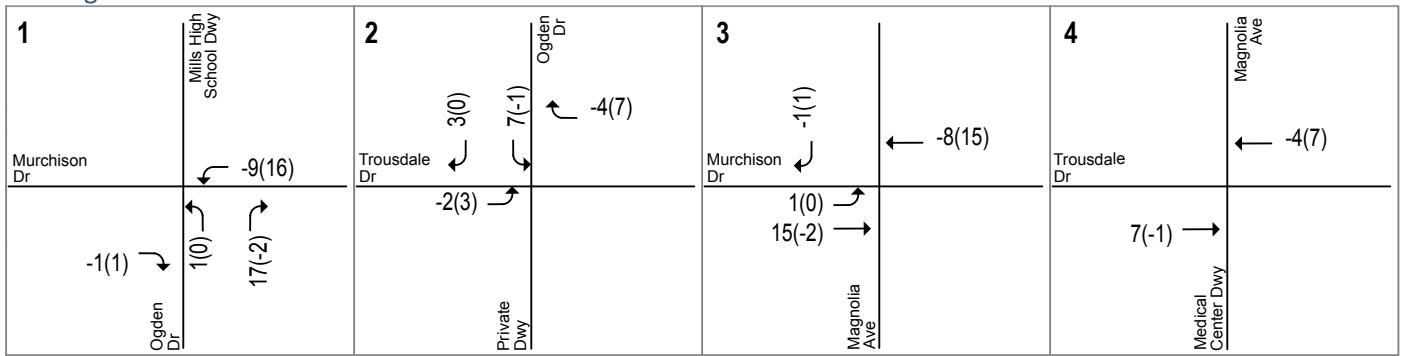 1
Mills High
School Dwy
Murchison
Dr
-9(16)
-1(1)
1(0)
17(-2)
Ogden
Dr
2
Ogden
Dr
3(0)
7(-1)
-4(7)
Trousdale
Dr
-2(3)
Private
Dwy
3
-1(1)
-8(15)
Murchison
Dr
1(0)
15(-2)
Magnolia
Ave
4
Magnolia
Ave
-4(7)
Trousdale
Dr
7(-1)
Medical
Center Dwy